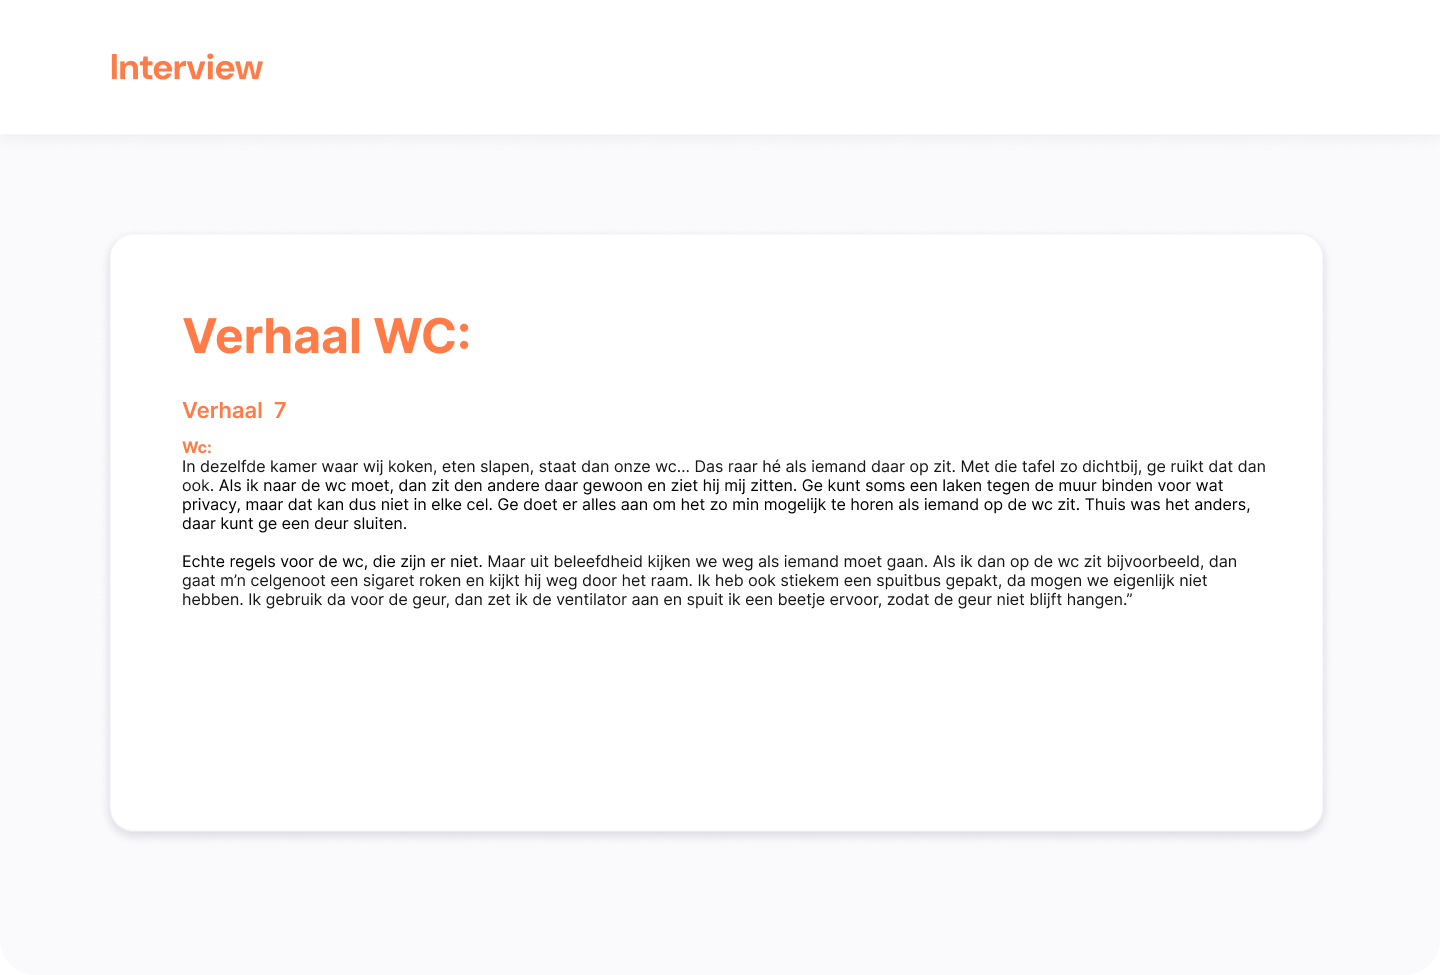 Interview
Verhaal WC:
Verhaal  7
Wc:
In dezelfde kamer waar wij koken, eten slapen, staat dan onze wc... Das raar hé als iemand daar op zit. Met die tafel zo dichtbij, ge ruikt dat dan
ook. Als ik naar de wc moet, dan zit den andere daar gewoon en ziet hij mij zitten. Ge kunt soms een laken tegen de muur binden voor wat
privacy, maar dat kan dus niet in elke cel. Ge doet er alles aan om het zo min mogelijk te horen als iemand op de wc zit. Thuis was het anders,
daar kunt ge een deur sluiten.
Echte regels voor de wc, die zijn er niet. Maar uit beleefdheid kijken we weg als iemand moet gaan. Als ik dan op de wc zit bijvoorbeeld, dan
gaat m’n celgenoot een sigaret roken en kijkt hij weg door het raam. Ik heb ook stiekem een spuitbus gepakt, da mogen we eigenlijk niet
hebben. Ik gebruik da voor de geur, dan zet ik de ventilator aan en spuit ik een beetje ervoor, zodat de geur niet blijft hangen.”